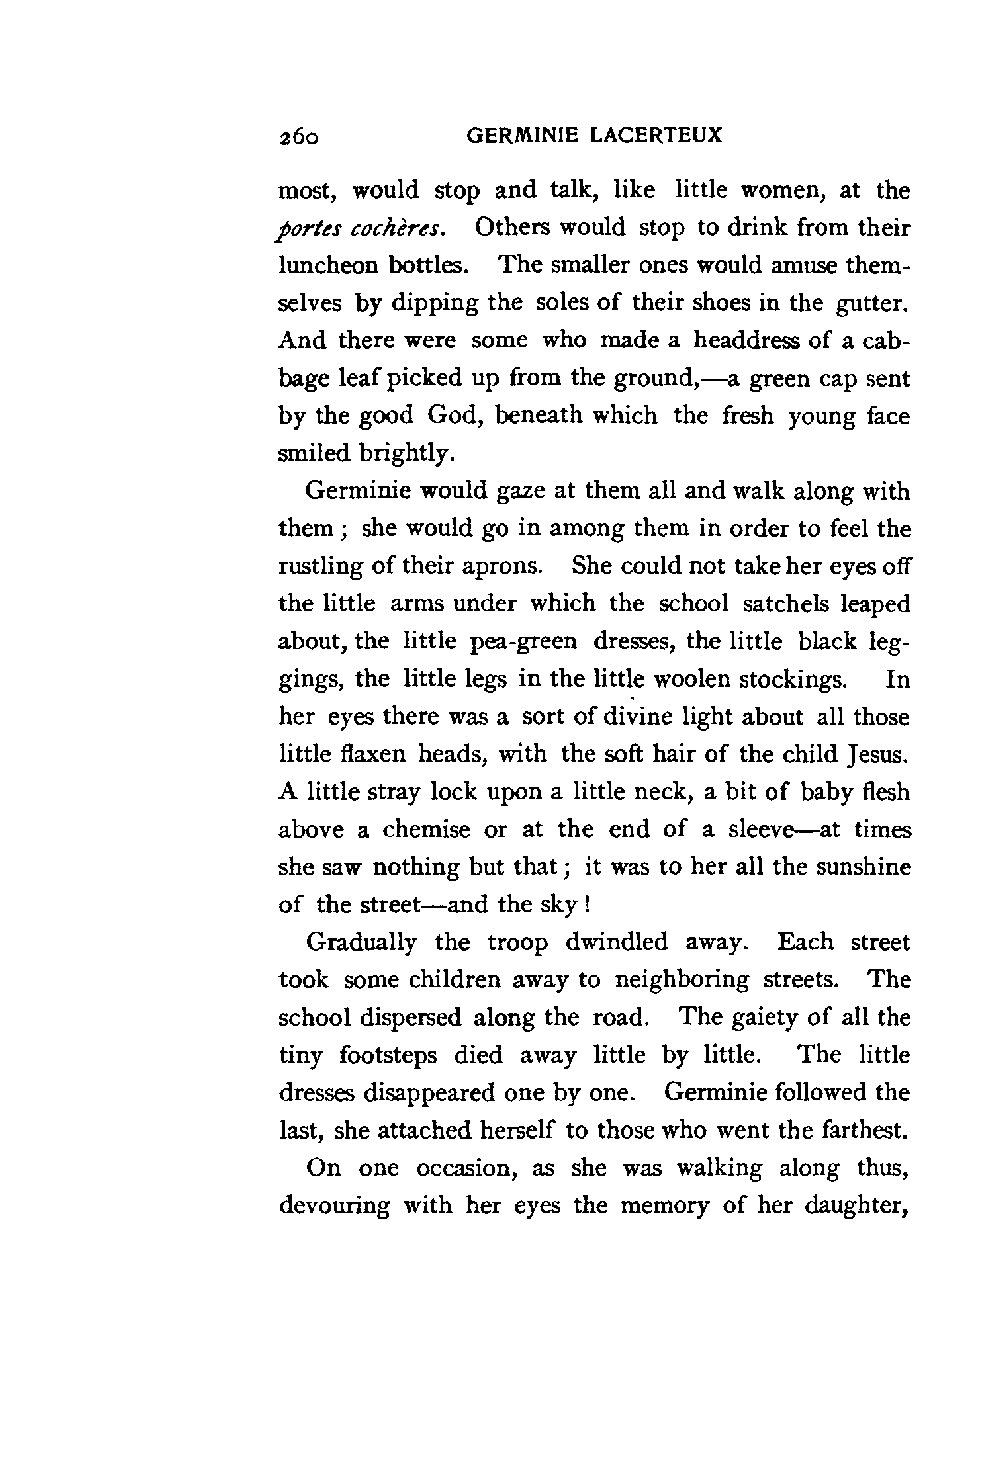 260 GERMINIE LACERTEUX
most, would stop and talk, like little women, at the
portes cochères. Others would stop to drink from their
luncheon bottles. The smaller ones would amuse them-
selves by dipping the soles of their shoes in the gutter.
And there were some who made a headdress of a cab-
bage leaf picked up from the ground,—a green cap sent
by the good God, beneath which the fresh young face
smiled brightly.
Germinie would gaze at them all and walk along with
them ; she would go in among them in order to feel the
rustling of their aprons. She could not take her eyes off
the little arms under which the school satchels leaped
about, the little pea-green dresses, the little black leg-
gings, the little legs in the little woolen stockings. In
her eyes there was a sort of divine light about all those
little flaxen heads, with the soft hair of the child Jesus.
A little stray lock upon a little neck, a bit of baby flesh
above a chemise or at the end of a sleeve—at times
she saw nothing but that ; it was to her all the sunshine
of the street—and the sky !
Gradually the troop dwindled away. Each street
took some children away to neighboring streets. The
school dispersed along the road. The gaiety of all the
tiny footsteps died away little by little. The little
dresses disappeared one by one. Germinie followed the
last, she attached herself to those who went the farthest.
On one occasion, as she was walking along thus,
devouring with her eyes the memory of her daughter,